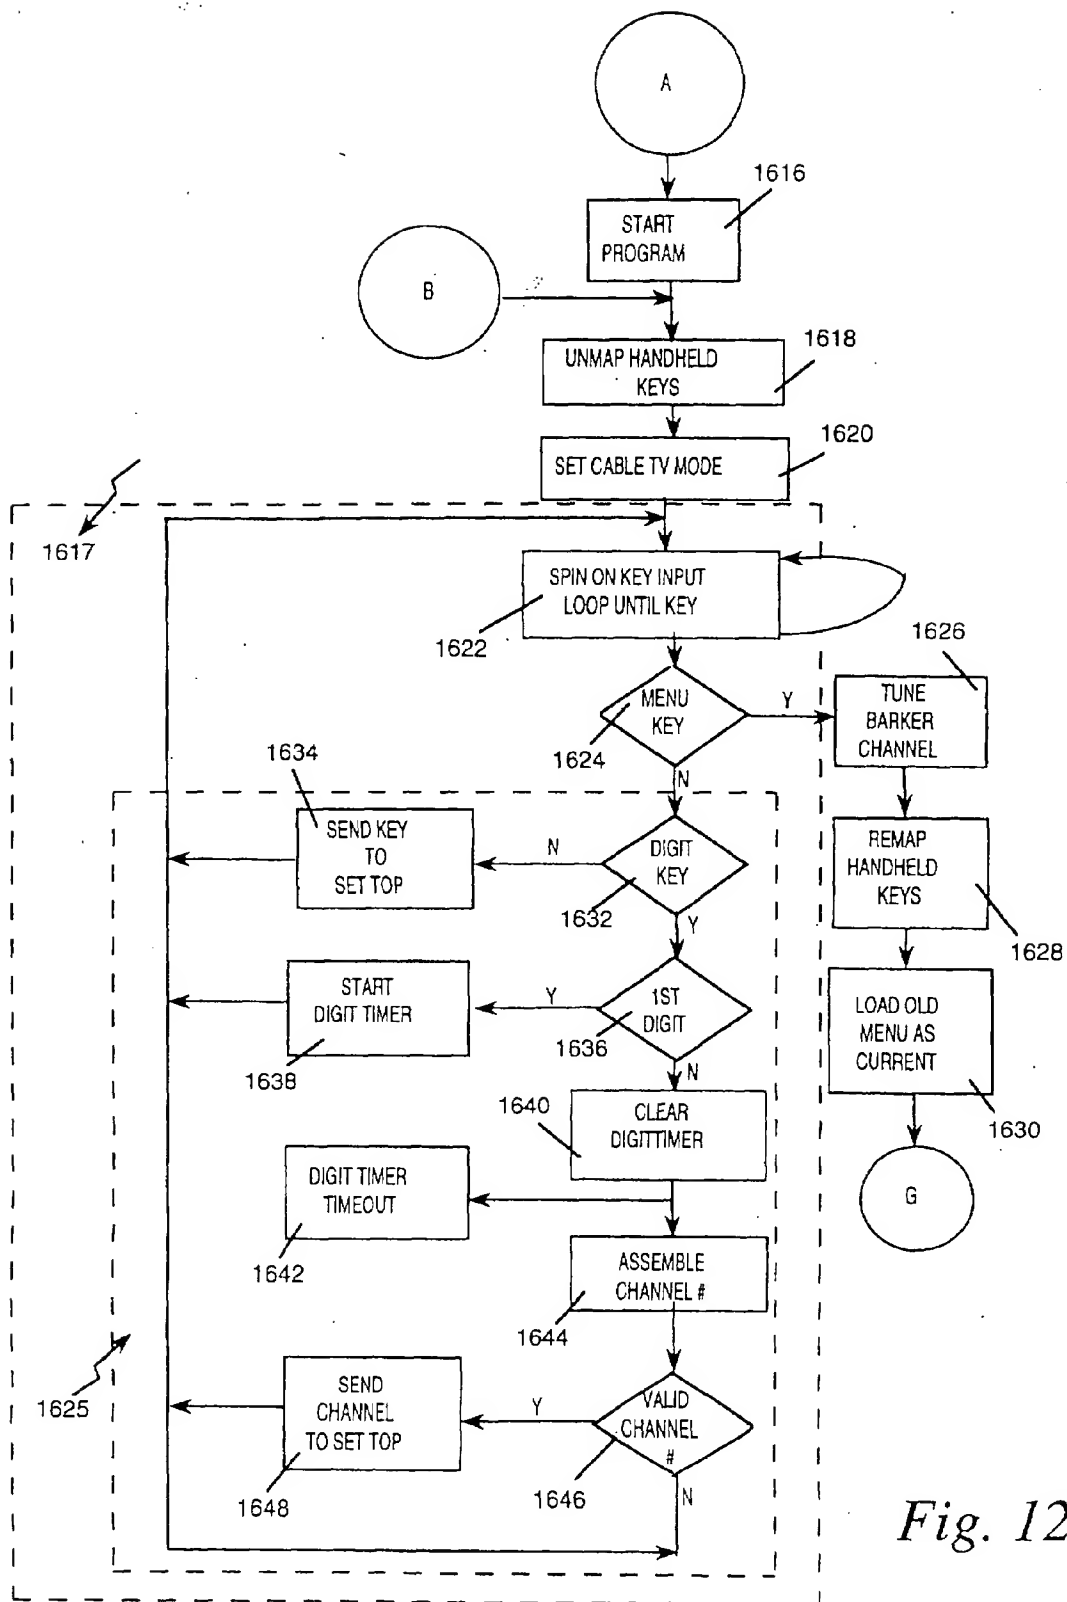 A
1616
START
PROGRAM
B
1618
UNMAP HANDHELD
KEYS
1620
SET CABLE TV MODE
1617
SPIN ON KEY INPUT
LOOP UNTIL KEY
1622
1626
MENU
KEY
Y
TUNE
BARKER
CHANNEL
1624
N
1634
SEND KEY
TO
SET TOP
N
DIGIT
KEY
REMAP
HANDHELD
KEYS
1632
Y
1628
START
DIGIT TIMER
Y
1ST
DIGIT
LOAD OLD
MENU AS
CURRENT
1636
1638
N
1640
CLEAR
DIGITTIMER
1630
DIGIT TIMER
TIMEOUT
G
1642
ASSEMBLE
CHANNEL #
1644
1625
SEND
CHANNEL
TO SET TOP
Y
VALID
CHANNEL
#
1648
1646
N
Fig. 12